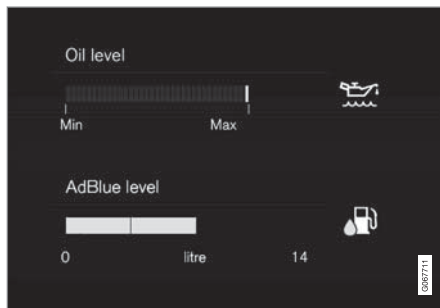 Oil level
Min Max
AdBlue level
0 litre 14
G067711